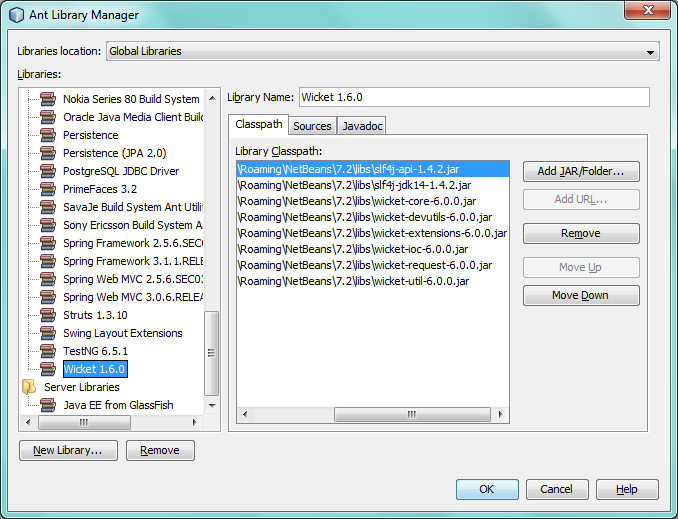 Ant Library Manager
Libraries location: Global Libraries
Libraries:
Nokia Series 80 Build System
Oracle Java Media Client Build
Persistence
Persistence (JPA 2.0)
PostgreSQL JDBC Driver
PrimeFaces 3.2
SavaJe Build System Ant Utilit
Sony Ericsson Build System An
Spring Framework 2.5.6.SEC0
Spring Framework 3.1.1.RELEA
Spring Web MVC 2.5.6.SEC03
Spring Web MVC 3.0.6.RELEA
Struts 1.3.10
Swing Layout Extensions
TestNG 6.5.1
Wicket 1.6.0
Server Libraries
Java EE from GlassFish
New Library... Remove
Library Name: Wicket 1.6.0
Classpath Sources Javadoc
Library Classpath:
\Roaming\NetBeans\7.2\libs\slf4j-api-1.4.2.jar
\Roaming\NetBeans\7.2\libs\slf4j-jdk14-1.4.2.jar
\Roaming\NetBeans\7.2\libs\wicket-core-6.0.0.jar
\Roaming\NetBeans\7.2\libs\wicket-devutils-6.0.0.jar
\Roaming\NetBeans\7.2\libs\wicket-extensions-6.0.0.jar
\Roaming\NetBeans\7.2\libs\wicket-ioc-6.0.0.jar
\Roaming\NetBeans\7.2\libs\wicket-request-6.0.0.jar
\Roaming\NetBeans\7.2\libs\wicket-util-6.0.0.jar
Add JAR/Folder...
Add URL...
Remove
Move Up
Move Down
OK Cancel Help